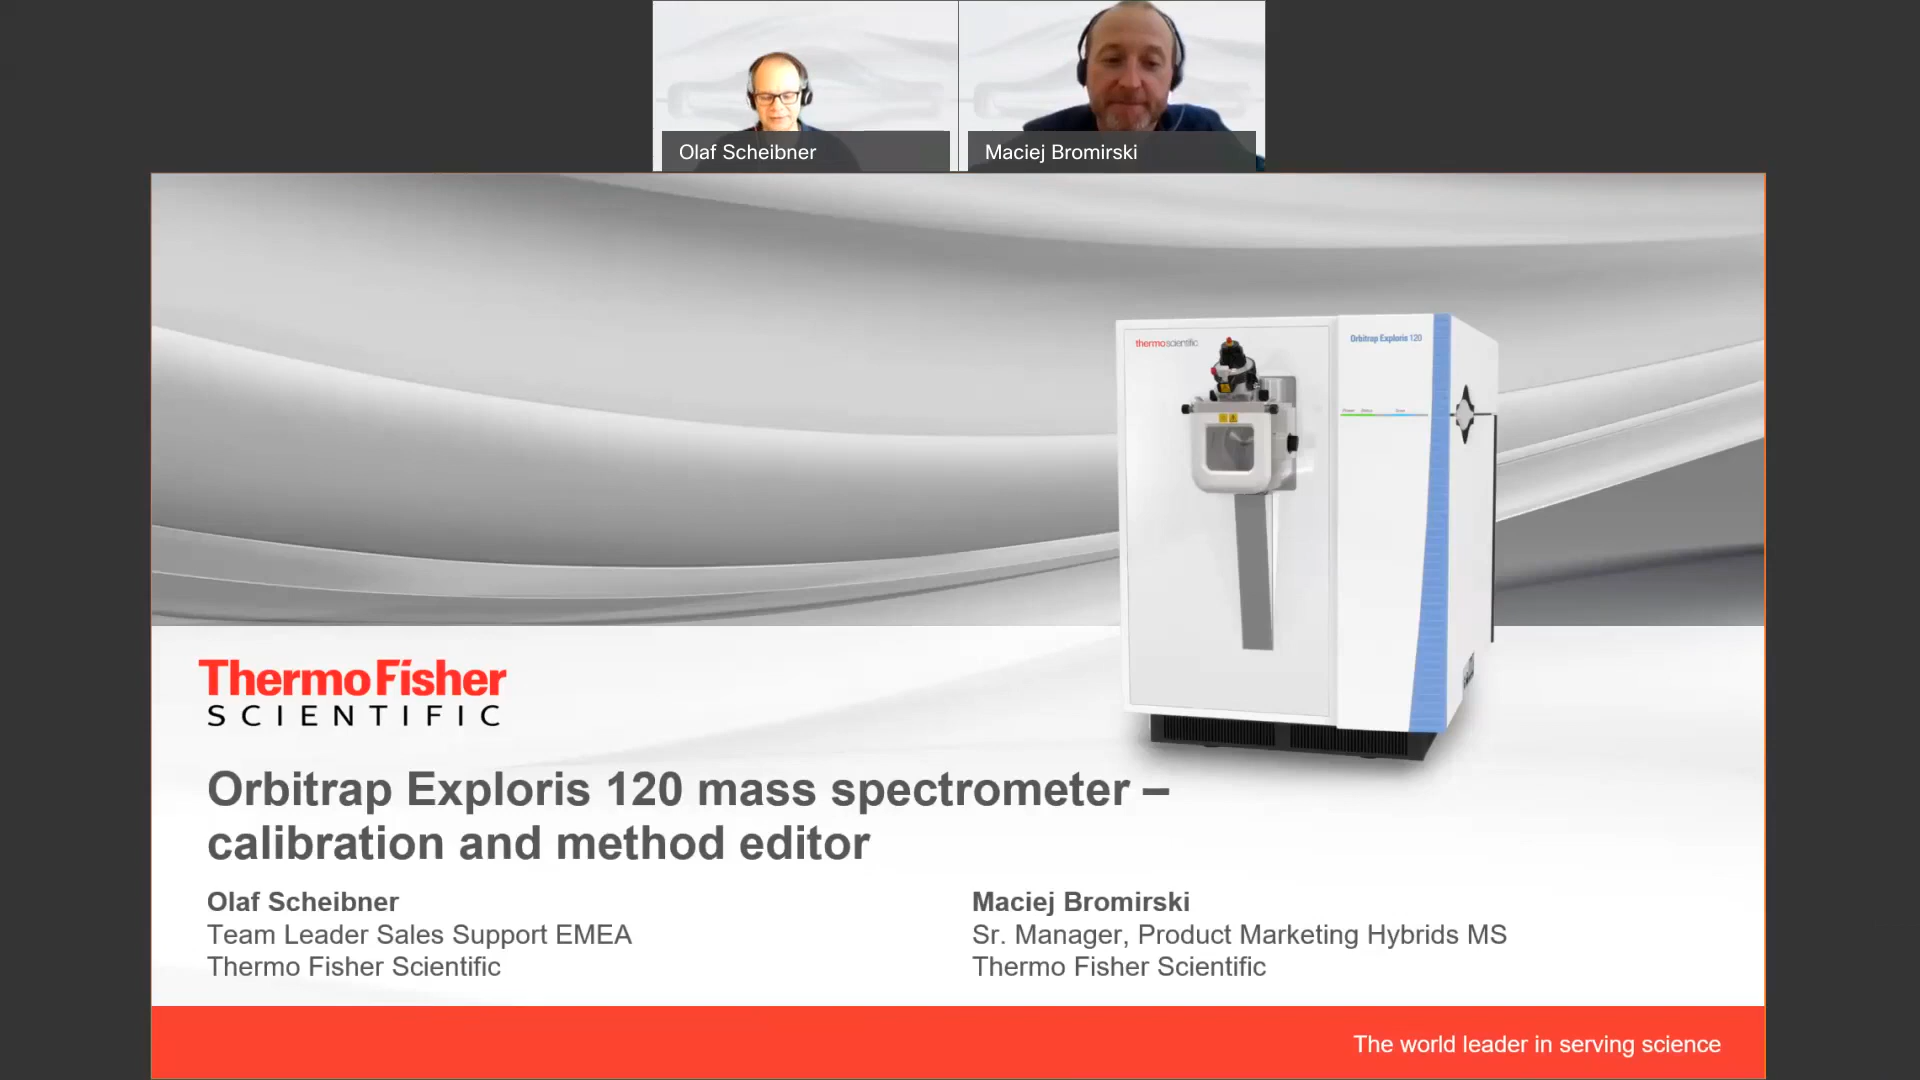 Olaf Scheibner
Maciej Bromirski
thermo scientific
Orbitrap Exploris 120
ThermoFisher
SCIENTIFIC
Orbitrap Exploris 120 mass spectrometer –
calibration and method editor
Olaf Scheibner
Team Leader Sales Support EMEA
Thermo Fisher Scientific
Maciej Bromirski
Sr. Manager, Product Marketing Hybrids MS
Thermo Fisher Scientific
The world leader in serving science